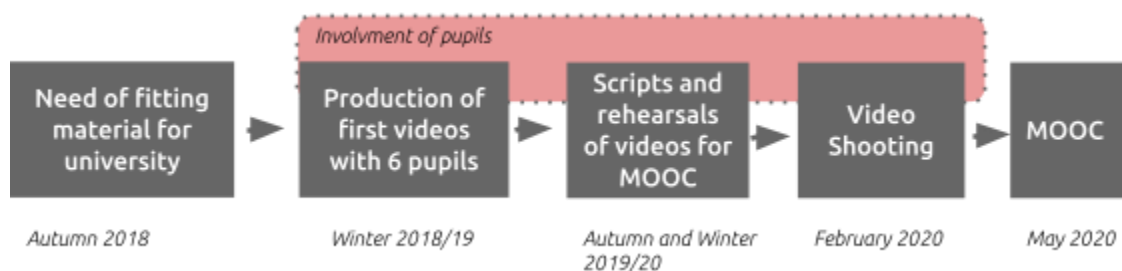 Involvment of pupils
Need of fitting
material for
university
Production of
first videos
with 6 pupils
Scripts and
rehearsals
of videos for
MOOC
Video
Shooting
MOOC
Autumn 2018
Winter 2018/19
Autumn and Winter
2019/20
February 2020
May 2020